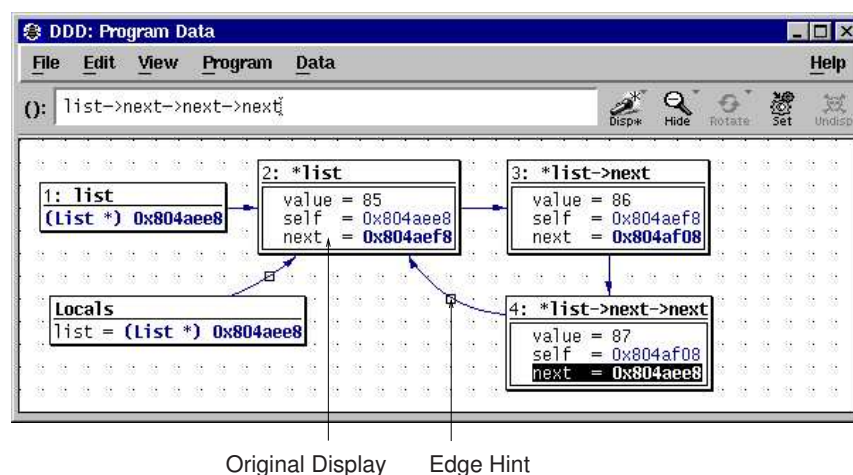 DDD: Program Data
File Edit View Program Data Help
(): list->next->next->next
Disp* Hide Rotate Set Undisp
1: list
(List *) 0x804aee8
2: *list
value = 85
self = 0x804aee8
next = 0x804aef8
3: *list->next
value = 86
self = 0x804aef8
next = 0x804af08
Locals
list = (List *) 0x804aee8
4: *list->next->next
value = 87
self = 0x804af08
next = 0x804aee8
Original Display Edge Hint